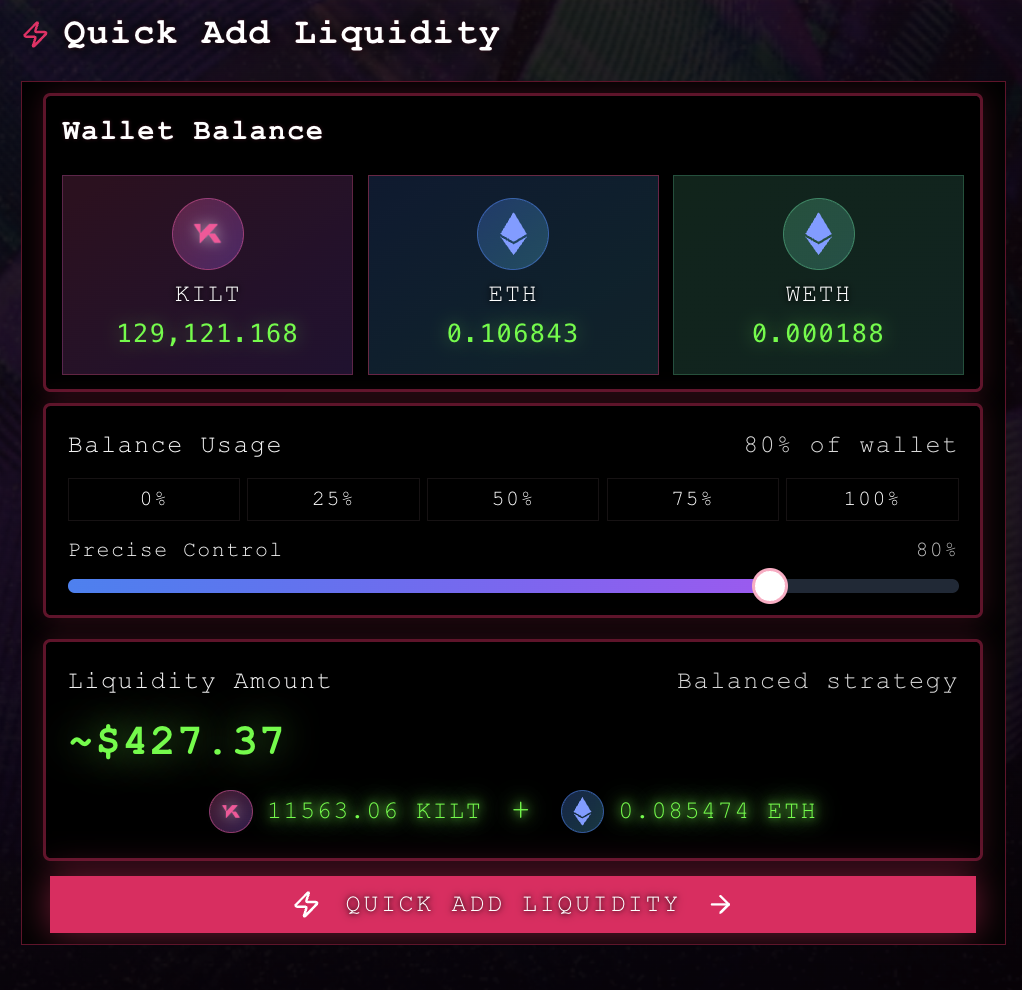 Quick Add Liquidity
Wallet Balance
KILT
129,121.168
ETH
0.106843
WETH
0.000188
Balance Usage
80% of wallet
0%
25%
50%
75%
100%
Precise Control
80%
Liquidity Amount
Balanced strategy
~$427.37
11563.06 KILT + 0.085474 ETH
QUICK ADD LIQUIDITY →